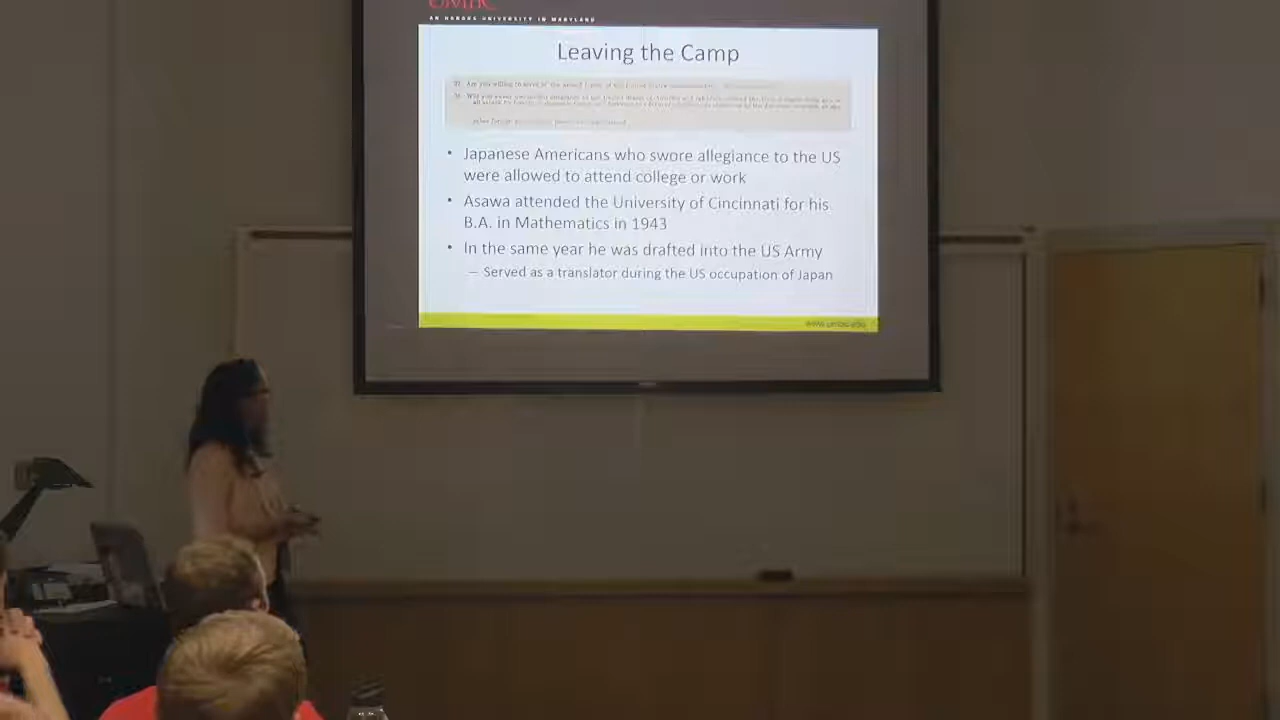 UMBC
AN HONORS UNIVERSITY IN MARYLAND
Leaving the Camp
• Japanese Americans who swore allegiance to the US
were allowed to attend college or work
• Asawa attended the University of Cincinnati for his
B.A. in Mathematics in 1943
• In the same year he was drafted into the US Army
– Served as a translator during the US occupation of Japan
www.umbc.edu